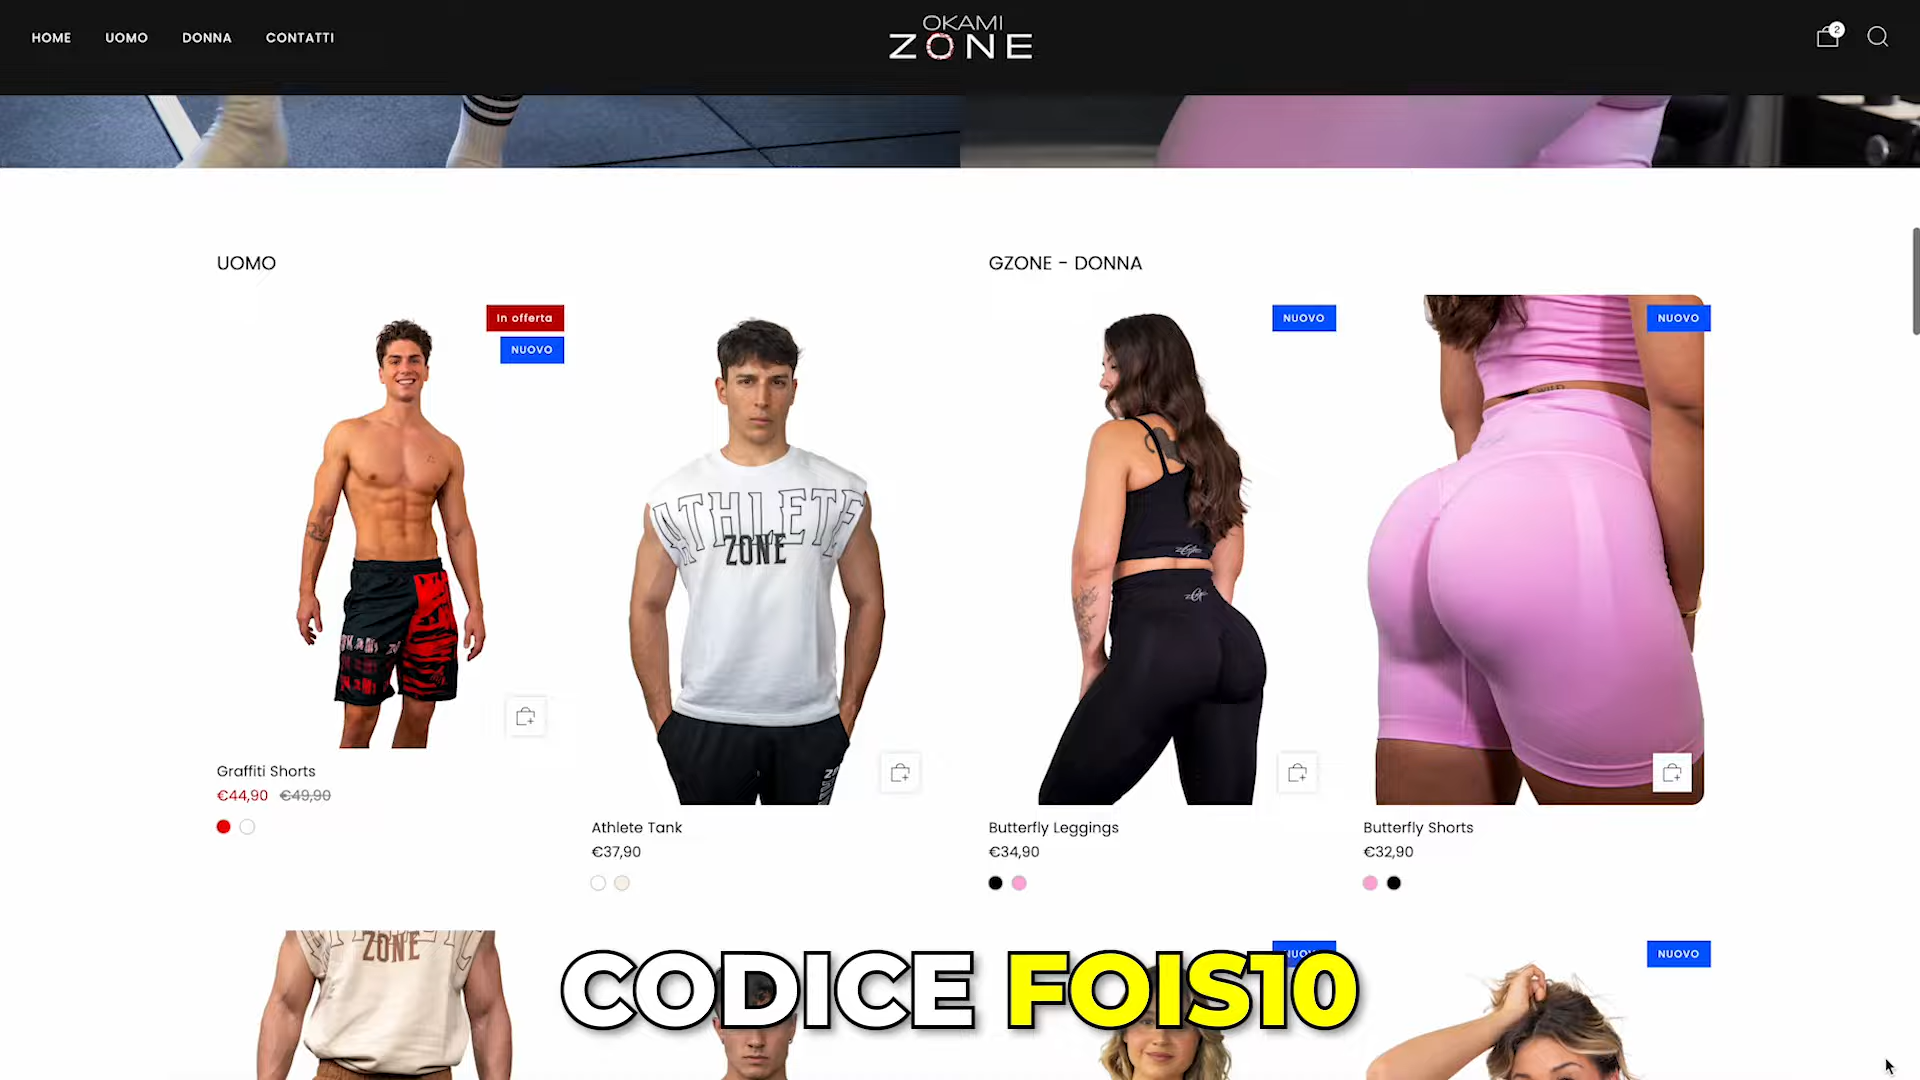 HOME UOMO DONNA CONTATTI
OKAMI
ZONE
2
UOMO
GZONE - DONNA
In offerta
NUOVO
NUOVO
NUOVO
WILD
ATHLETE
ZONE
Graffiti Shorts
€44,90 €49,90
Athlete Tank
€37,90
Butterfly Leggings
€34,90
Butterfly Shorts
€32,90
ZONE
NUOVO
CODICE FOIS10